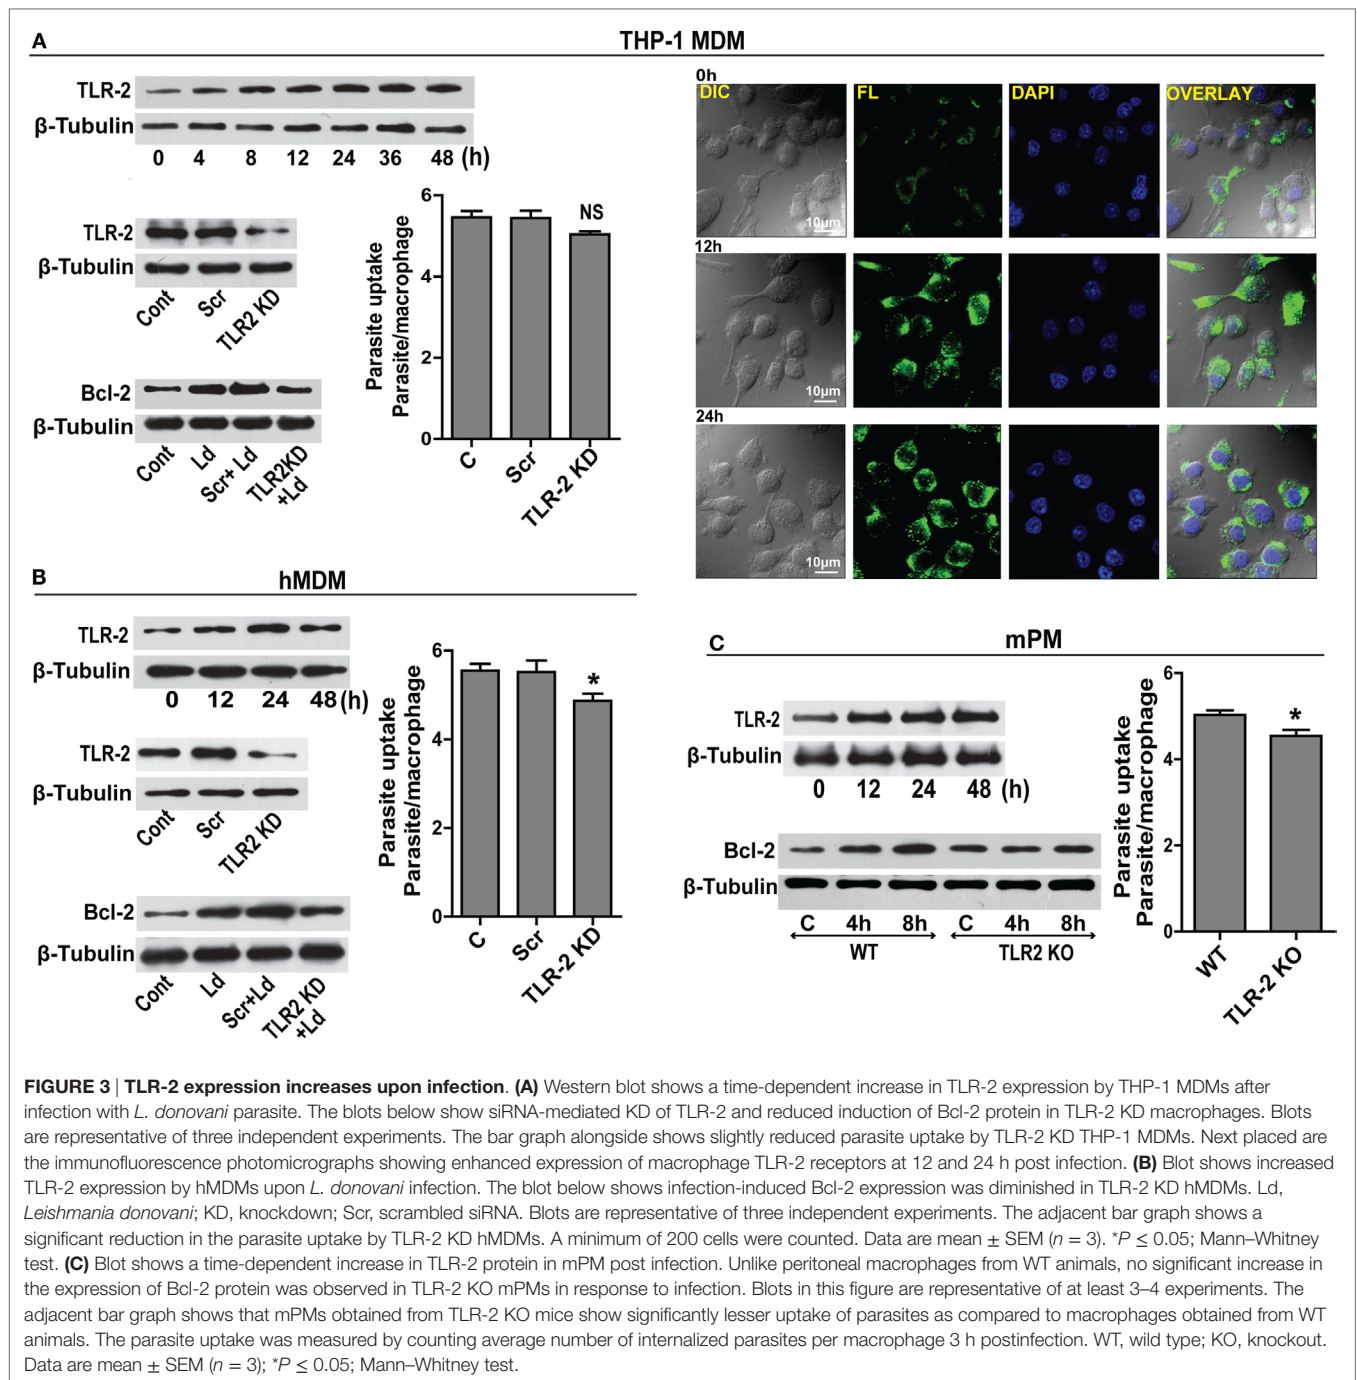 A
THP-1 MDM
TLR-2
β-Tubulin
0 4 8 12 24 36 48 (h)
TLR-2
β-Tubulin
Cont Scr TLR2 KD
Bcl-2
β-Tubulin
Cont Ld Scr+ Ld TLR2KD
+Ld
6
4
2
0
Parasite uptake
Parasite/macrophage
NS
C Scr TLR-2 KD
0h
DIC FL DAPI OVERLAY
10μm 10μm
12h
10μm 10μm
24h
10μm 10μm
B
hMDM
TLR-2
β-Tubulin
0 12 24 48 (h)
TLR-2
β-Tubulin
Cont Scr TLR2 KD
Bcl-2
β-Tubulin
Cont Ld Scr+Ld TLR2 KD
+Ld
6
4
2
0
Parasite uptake
Parasite/macrophage
*
C Scr TLR-2 KD
C
mPM
TLR-2
β-Tubulin
0 12 24 48 (h)
Bcl-2
β-Tubulin
C 4h 8h C 4h 8h
WT TLR2 KO
6
4
2
0
Parasite uptake
Parasite/macrophage
*
WT TLR-2 KO
FIGURE 3 | TLR-2 expression increases upon infection. (A) Western blot shows a time-dependent increase in TLR-2 expression by THP-1 MDMs after
infection with L. donovani parasite. The blots below show siRNA-mediated KD of TLR-2 and reduced induction of Bcl-2 protein in TLR-2 KD macrophages. Blots
are representative of three independent experiments. The bar graph alongside shows slightly reduced parasite uptake by TLR-2 KD THP-1 MDMs. Next placed are
the immunofluorescence photomicrographs showing enhanced expression of macrophage TLR-2 receptors at 12 and 24 h post infection. (B) Blot shows increased
TLR-2 expression by hMDMs upon L. donovani infection. The blot below shows infection-induced Bcl-2 expression was diminished in TLR-2 KD hMDMs. Ld,
Leishmania donovani; KD, knockdown; Scr, scrambled siRNA. Blots are representative of three independent experiments. The adjacent bar graph shows a
significant reduction in the parasite uptake by TLR-2 KD hMDMs. A minimum of 200 cells were counted. Data are mean ± SEM (n = 3). *P ≤ 0.05; Mann–Whitney
test. (C) Blot shows a time-dependent increase in TLR-2 protein in mPM post infection. Unlike peritoneal macrophages from WT animals, no significant increase in
the expression of Bcl-2 protein was observed in TLR-2 KO mPMs in response to infection. Blots in this figure are representative of at least 3–4 experiments. The
adjacent bar graph shows that mPMs obtained from TLR-2 KO mice show significantly lesser uptake of parasites as compared to macrophages obtained from WT
animals. The parasite uptake was measured by counting average number of internalized parasites per macrophage 3 h postinfection. WT, wild type; KO, knockout.
Data are mean ± SEM (n = 3); *P ≤ 0.05; Mann–Whitney test.